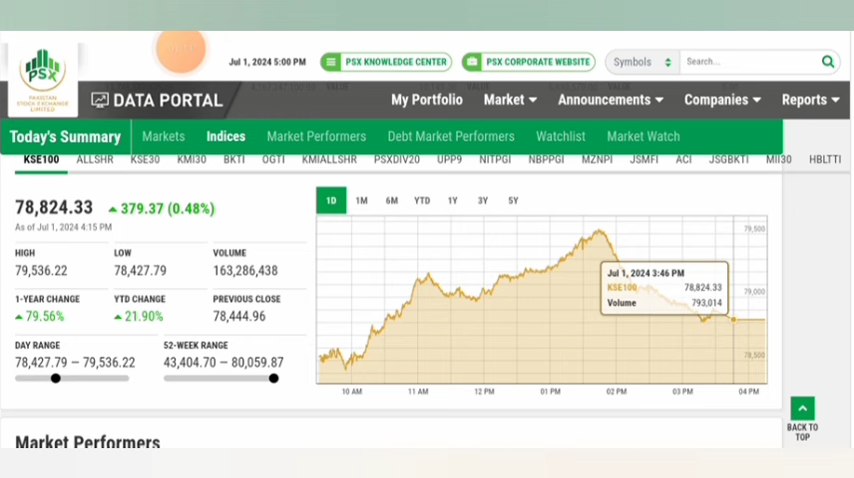 Jul 1, 2024 5:00 PM
PSX KNOWLEDGE CENTER
PSX CORPORATE WEBSITE
Symbols
Search...
PSX
PAKISTAN
STOCK EXCHANGE
LIMITED
DATA PORTAL
My Portfolio Market Announcements Companies Reports
Today's Summary Markets Indices Market Performers Debt Market Performers Watchlist Market Watch
KSE100 ALLSHR KSE30 KMI30 BKTI OGTI KMIALLSHR PSXDIV20 UPP9 NITPGI NBPPGI MZNPI JSMFI ACI JSGBKTI MII30 HBLTTI
78,824.33 379.37 (0.48%)
As of Jul 1, 2024 4:15 PM
HIGH LOW VOLUME
79,536.22 78,427.79 163,286,438
1-YEAR CHANGE YTD CHANGE PREVIOUS CLOSE
79.56% 21.90% 78,444.96
DAY RANGE 52-WEEK RANGE
78,427.79 — 79,536.22 43,404.70 — 80,059.87
1D 1M 6M YTD 1Y 3Y 5Y
79,500
Jul 1, 2024 3:46 PM
KSE100 78,824.33
Volume 793,014
79,000
78,500
10 AM 11 AM 12 PM 01 PM 02 PM 03 PM 04 PM
BACK TO
TOP
Market Performers